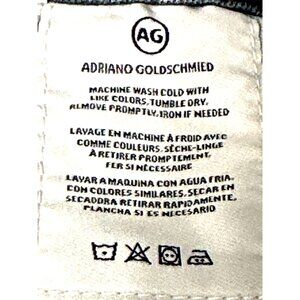 AG
ADRIANO GOLDSCHMIED
MACHINE WASH COLD WITH
LIKE COLORS, TUMBLE DRY,
REMOVE PROMPTLY, IRON IF NEEDED
LAVAGE EN MACHINE À FROID AVEC
COMME COULEURS. SÈCHE-LINGE
À RETIRER PROMPTEMENT,
FER SI NÉCESSAIRE
LAVAR A MAQUINA CON AGUA FRIA,
CON COLORES SIMILARES. SECAR EN
SECADORA RETIRAR RAPIDAMENTE,
PLANCHA SI ES NECESARIO